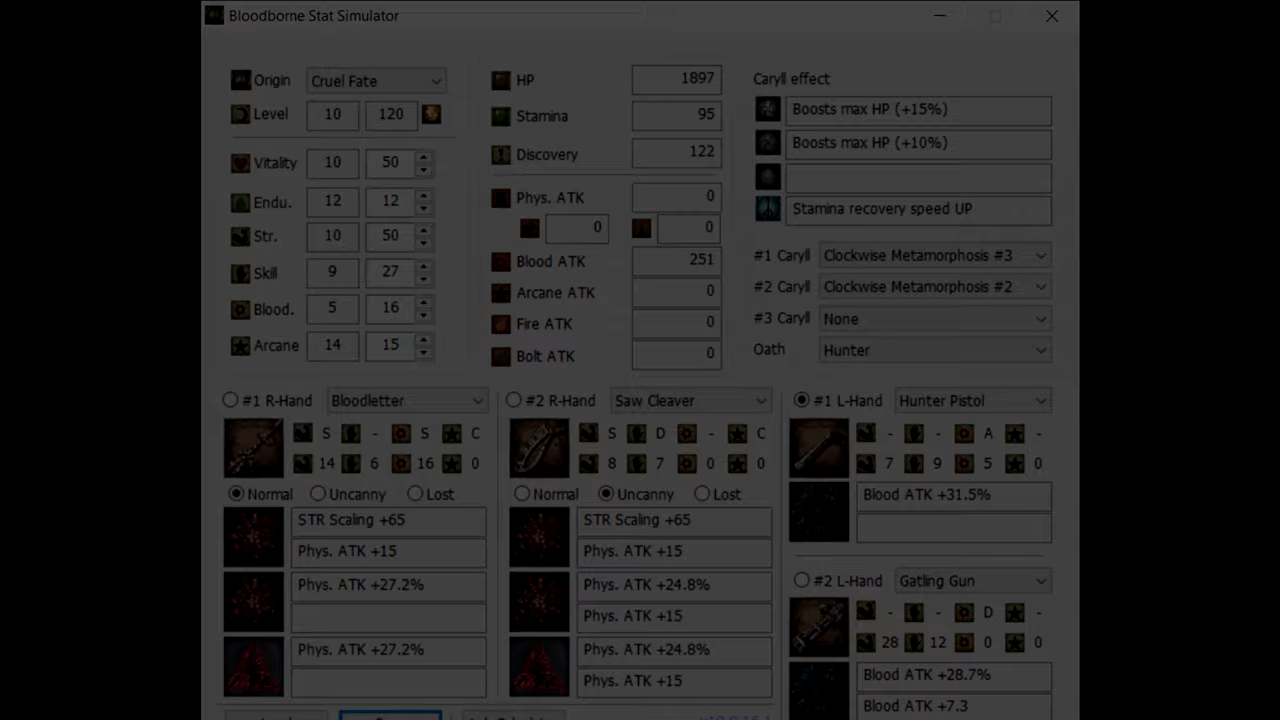 Bloodborne Stat Simulator
Origin Cruel Fate
Level 10 120
Vitality 10 50
Endu. 12 12
Str. 10 50
Skill 9 27
Blood. 5 16
Arcane 14 15
HP 1897
Stamina 95
Discovery 122
Phys. ATK 0
0 0
Blood ATK 251
Arcane ATK 0
Fire ATK 0
Bolt ATK 0
Caryll effect
Boosts max HP (+15%)
Boosts max HP (+10%)
Stamina recovery speed UP
#1 Caryll Clockwise Metamorphosis #3
#2 Caryll Clockwise Metamorphosis #2
#3 Caryll None
Oath Hunter
#1 R-Hand Bloodletter
S - S C
14 6 16 0
Normal Uncanny Lost
STR Scaling +65
Phys. ATK +15
Phys. ATK +27.2%
Phys. ATK +27.2%
#2 R-Hand Saw Cleaver
S D - C
8 7 0 0
Normal Uncanny Lost
STR Scaling +65
Phys. ATK +15
Phys. ATK +24.8%
Phys. ATK +15
Phys. ATK +24.8%
Phys. ATK +15
#1 L-Hand Hunter Pistol
- - A -
7 9 5 0
Blood ATK +31.5%
#2 L-Hand Gatling Gun
- - D -
28 12 0 0
Blood ATK +28.7%
Blood ATK +7.3